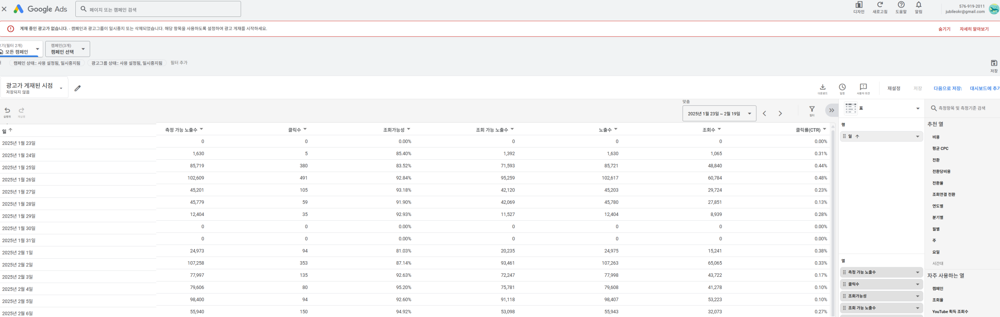 Google Ads
페이지 또는 캠페인 검색
디자인
새로고침
도움말
알림
576-919-2011
jubileokr@gmail.com
게재 중인 광고가 없습니다. - 캠페인과 광고그룹이 일시중지 또는 삭제되었습니다. 해당 항목을 사용하도록 설정하여 광고 게재를 시작하세요.
숨기기
자세히 알아보기
기(필터 2개)
모든 캠페인
캠페인(3개)
캠페인 선택
캠페인 상태:: 사용 설정됨, 일시중지됨
광고그룹 상태:: 사용 설정됨, 일시중지됨
필터 추가
저장
광고가 게재된 시점
저장되지 않음
다운로드
일정
사용자 의견
재설정
저장
다음으로 저장:
대시보드에 추가
실행취
재실행
맞춤
2025년 1월 23일 ~ 2월 19일
필터
표
측정항목 및 측정기준 검색
일 측정 가능 노출수 클릭수 조회가능성 조회 가능 노출수 노출수 조회수 클릭률(CTR)
2025년 1월 23일 0 0 0.00% 0 0 0 0.00%
2025년 1월 24일 1,630 5 85.40% 1,392 1,630 1,065 0.31%
2025년 1월 25일 85,719 380 83.52% 71,593 85,721 48,840 0.44%
2025년 1월 26일 102,609 491 92.84% 95,259 102,617 60,784 0.48%
2025년 1월 27일 45,201 105 93.18% 42,120 45,203 29,724 0.23%
2025년 1월 28일 45,779 59 91.90% 42,069 45,780 27,851 0.13%
2025년 1월 29일 12,404 35 92.93% 11,527 12,404 8,939 0.28%
2025년 1월 30일 0 0 0.00% 0 0 0 0.00%
2025년 1월 31일 0 0 0.00% 0 0 0 0.00%
2025년 2월 1일 24,973 94 81.03% 20,235 24,975 15,241 0.38%
2025년 2월 2일 107,258 353 87.14% 93,461 107,263 65,065 0.33%
2025년 2월 3일 77,997 135 92.63% 72,247 77,998 43,722 0.17%
2025년 2월 4일 79,606 80 95.20% 75,781 79,608 41,278 0.10%
2025년 2월 5일 98,400 94 92.60% 91,118 98,407 53,223 0.10%
2025년 2월 6일 55,940 150 94.92% 53,098 55,943 32,073 0.27%
행
일
열
측정 가능 노출수
클릭수
조회가능성
조회 가능 노출수
추천 열
비용
평균 CPC
전환
전환당비용
전환율
조회연결 전환
연도별
분기별
월별
주
요일
시간대
자주 사용하는 열
캠페인
조회율
YouTube 획득 조회수